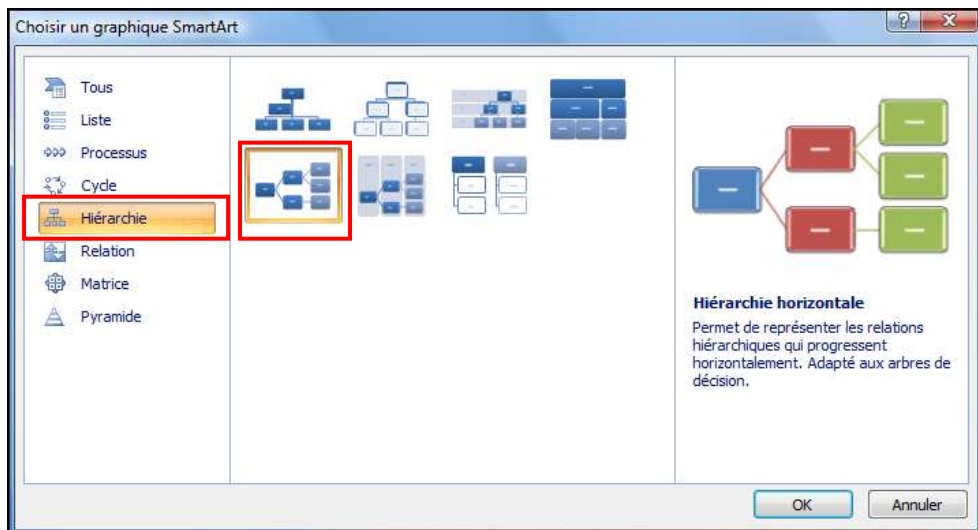 Choisir un graphique SmartArt
Tous
Liste
Processus
Cycle
Hiérarchie
Relation
Matrice
Pyramide
Hiérarchie horizontale
Permet de représenter les relations
hiérarchiques qui progressent
horizontalement. Adapté aux arbres de
décision.
OK
Annuler